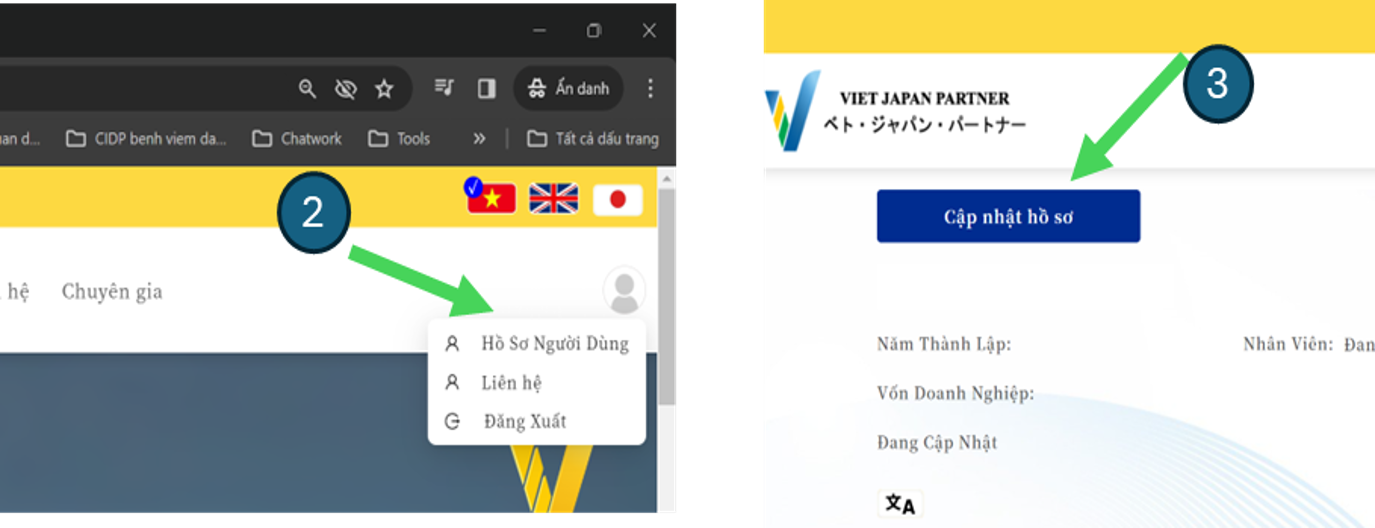 Ẩn danh
an d...
CIDP benh viem da...
Chatwork
Tools
»
Tất cả dấu trang
2
hệ
Chuyên gia
Hồ Sơ Người Dùng
Liên hệ
Đăng Xuất
3
VIET JAPAN PARTNER
ベト・ジャパン・パートナー
Cập nhật hồ sơ
Năm Thành Lập:
Nhân Viên: Đan
Vốn Doanh Nghiệp:
Đang Cập Nhật
文A